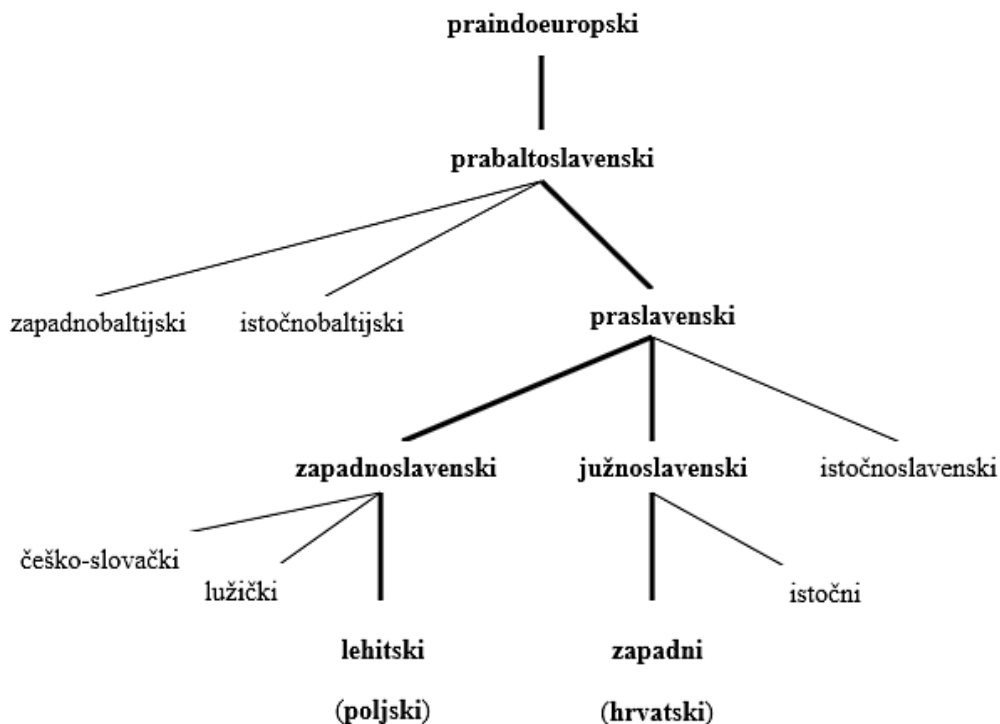 praindoeuropski
prabaltoslavenski
zapadnobaltijski istočnobaltijski praslavenski
zapadnoslavenski južnoslavenski istočnoslavenski
češko-slovački
lužički istočni
lehitski zapadni
(poljski) (hrvatski)